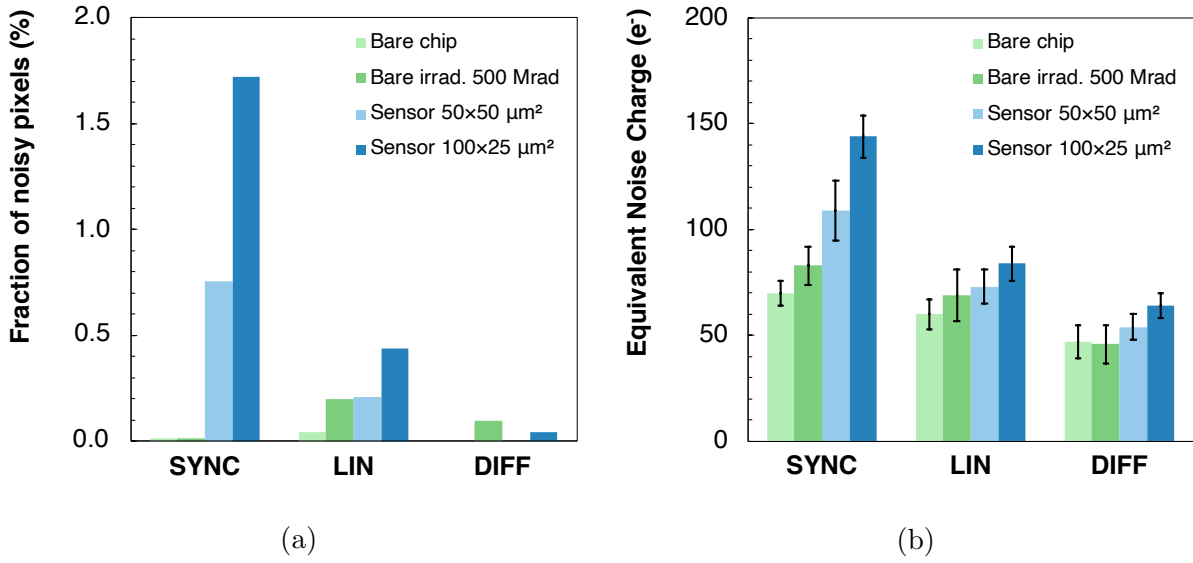 Fraction of noisy pixels (%)
2.0
1.5
1.0
0.5
0.0
Bare chip
Bare irrad. 500 Mrad
Sensor 50×50 µm²
Sensor 100×25 µm²
SYNC LIN DIFF
(a)
Equivalent Noise Charge (e⁻)
200
150
100
50
0
Bare chip
Bare irrad. 500 Mrad
Sensor 50×50 µm²
Sensor 100×25 µm²
SYNC LIN DIFF
(b)